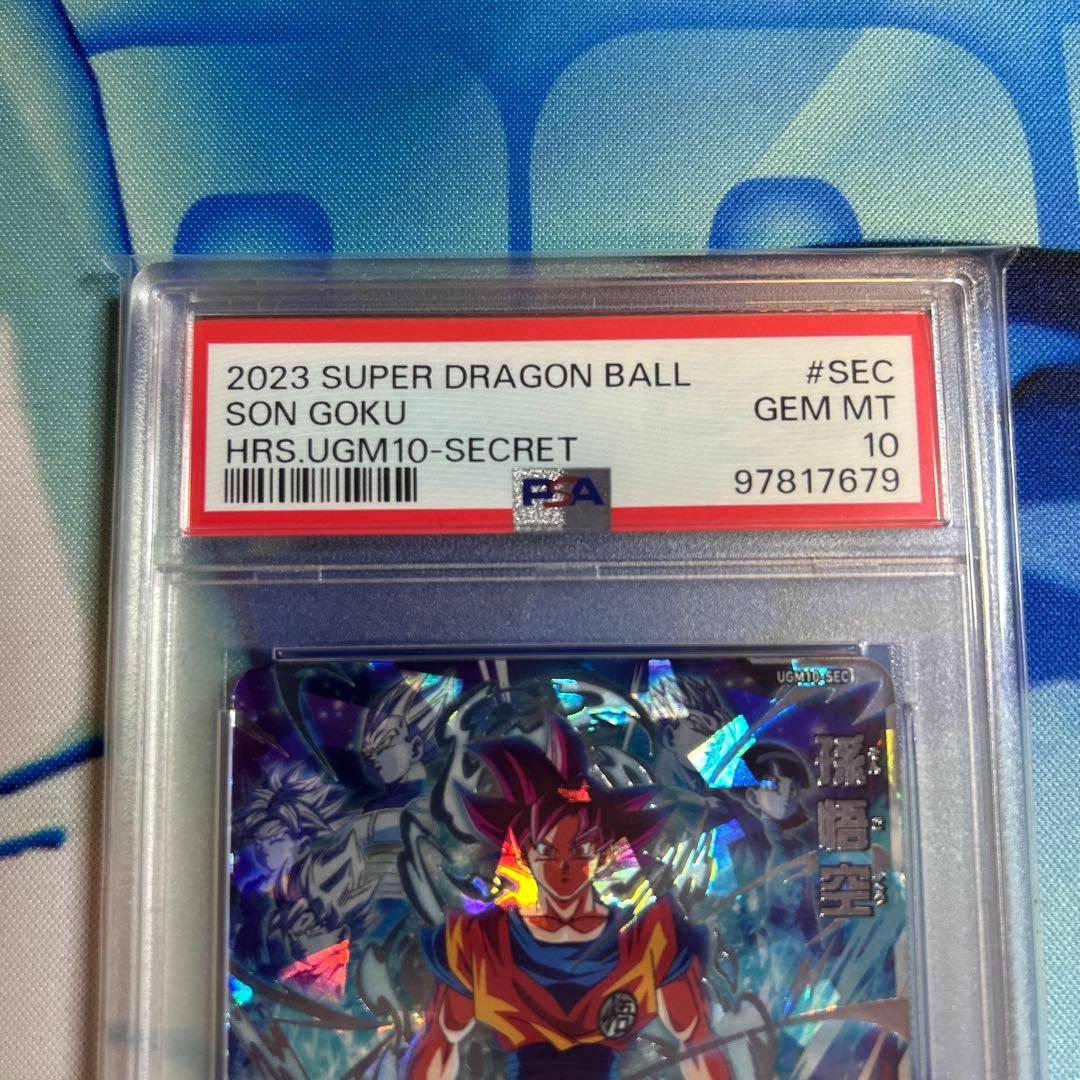 2023 SUPER DRAGON BALL #SEC
SON GOKU GEM MT
HRS.UGM10-SECRET 10
PSA 97817679
UGM10-SEC
孫悟空
悟